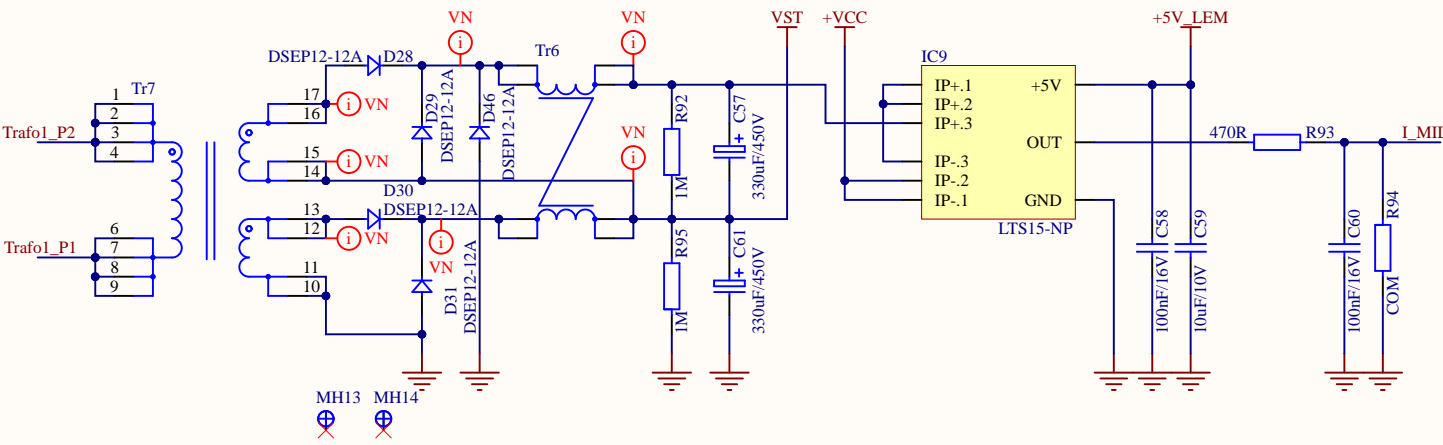 VN
VN
VST
+VCC
+5V_LEM
DSEP12-12A
D28
Tr6
IC9
Tr7
D29
DSEP12-12A
D46
DSEP12-12A
R92
1M
C57
+
330uF/450V
IP+.1
+5V
IP+.2
IP+.3
OUT
IP-.3
IP-.2
IP-.1
GND
LTS15-NP
1
2
3
4
17
16
i
VN
Trafo1_P2
470R
R93
I_MID
15
14
i
VN
VN
i
i
i
D30
DSEP12-12A
13
12
i
VN
i
VN
6
7
8
9
Trafo1_P1
11
10
D31
DSEP12-12A
R95
1M
C61
+
330uF/450V
C58
100nF/16V
C59
10uF/10V
C60
100nF/16V
R94
COM
MH13
MH14